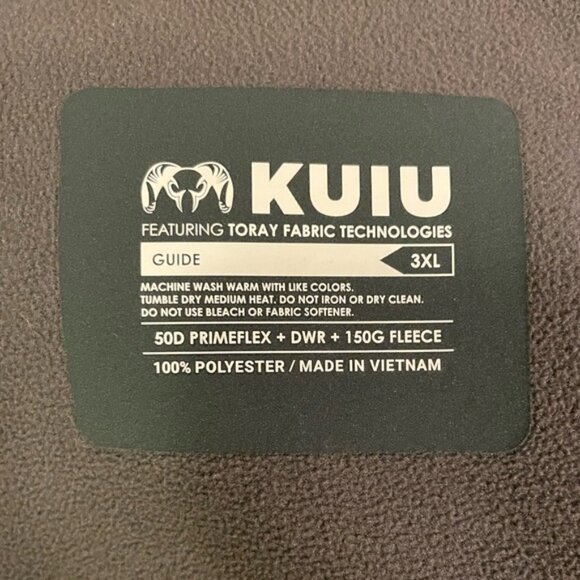 KUIU
FEATURING TORAY FABRIC TECHNOLOGIES
GUIDE 3XL
MACHINE WASH WARM WITH LIKE COLORS.
TUMBLE DRY MEDIUM HEAT. DO NOT IRON OR DRY CLEAN.
DO NOT USE BLEACH OR FABRIC SOFTENER.
50D PRIMEFLEX + DWR + 150G FLEECE
100% POLYESTER / MADE IN VIETNAM